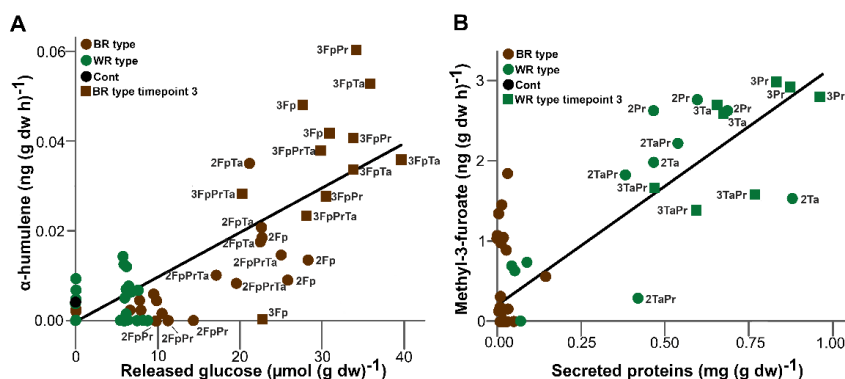 A
B
BR type
WR type
Cont
BR type timepoint 3
α-humulene (ng (g dw h)-1)
0.06
0.04
0.02
0.00
0
10
20
30
40
Released glucose (μmol (g dw)-1
3FpPr
3FpTa
3Fp
3Fp
3FpPr
3FpPrTa
2FpTa
3FpTa
3FpTa
3FpPrTa
3FpPr
3FpPrTa
2FpTa
2Fp
2FpTa
2FpPrTa
2Fp
2FpPrTa
2FpPrTa
2Fp
3Fp
2FpPr
2FpPr
2FpPr
BR type
WR type
Cont
WR type timepoint 3
Methyl-3-furoate (ng (g dw h)-1)
3
2
1
0
0
0.25
0.50
0.75
1.00
Secreted proteins (mg (g dw)-1
3Pr
3Pr
3Pr
2Pr
2Pr
3Ta
2Pr
3Ta
2TaPr
2Ta
2TaPr
3TaPr
3TaPr
3TaPr
2Ta
2TaPr